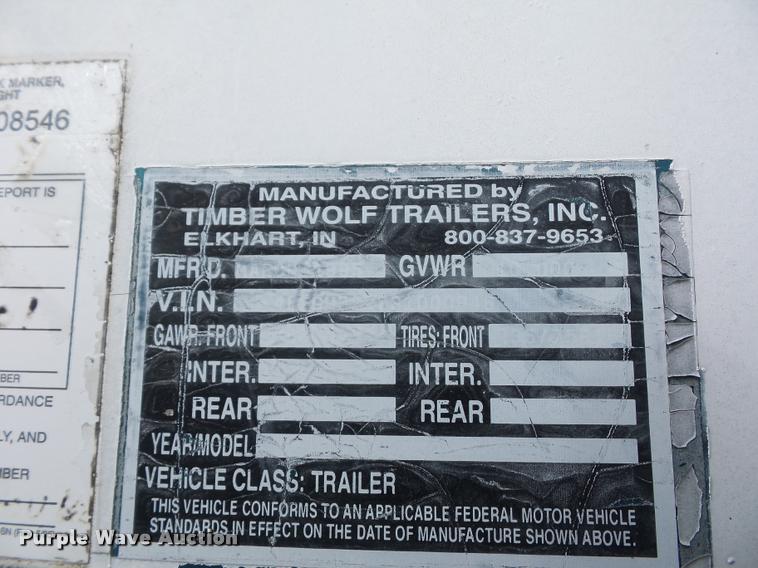 K MARKER,
GHT
08546
EPORT IS
BER
RDANCE
LY, AND
MBER
MANUFACTURED by
TIMBER WOLF TRAILERS, INC.
ELKHART, IN 800-837-9653
MFR'D. GVWR
V.I.N.
GAWR: FRONT TIRES: FRONT
INTER. INTER.
REAR REAR
YEAR/MODEL
VEHICLE CLASS: TRAILER
THIS VEHICLE CONFORMS TO AN APPLICABLE FEDERAL MOTOR VEHICLE
STANDARDS IN EFFECT ON THE DATE OF MANUFACTURE SHOWN ABOVE.
Purple Wave Auction